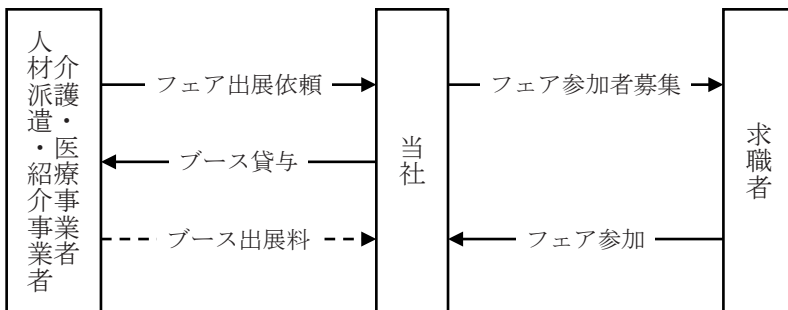 介護・医療事業者
人材派遣・紹介事業者
フェア出展依頼
ブース貸与
ブース出展料
当社
フェア参加者募集
フェア参加
求職者